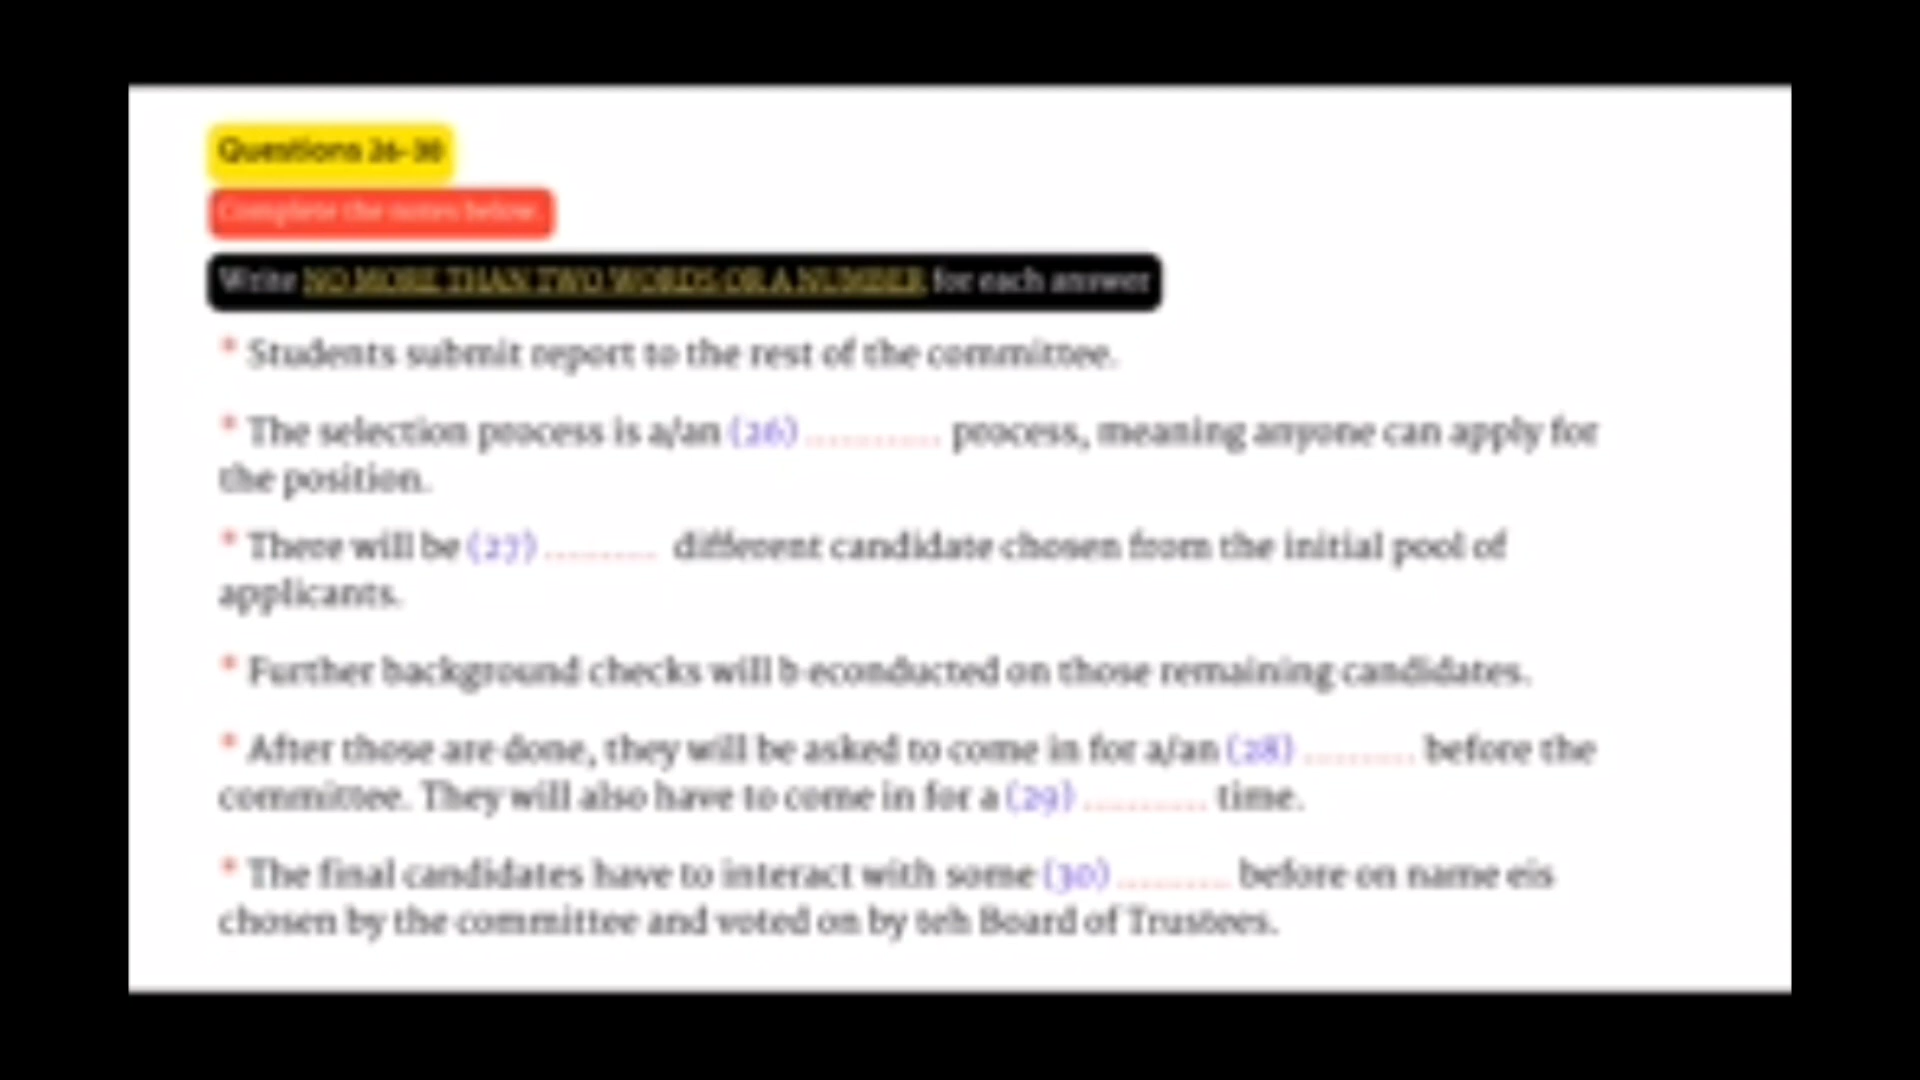 Questions 26-30
Complete the notes below.
Write NO MORE THAN TWO WORDS OR A NUMBER for each answer
* Students submit report to the rest of the committee.
* The selection process is a/an (26) ............ process, meaning anyone can apply for
the position.
* There will be (27) .......... different candidate chosen from the initial pool of
applicants.
* Further background checks will b econducted on those remaining candidates.
* After those are done, they will be asked to come in for a/an (28) .......... before the
committee. They will also have to come in for a (29) ........... time.
* The final candidates have to interact with some (30) .......... before on name eis
chosen by the committee and voted on by teh Board of Trustees.